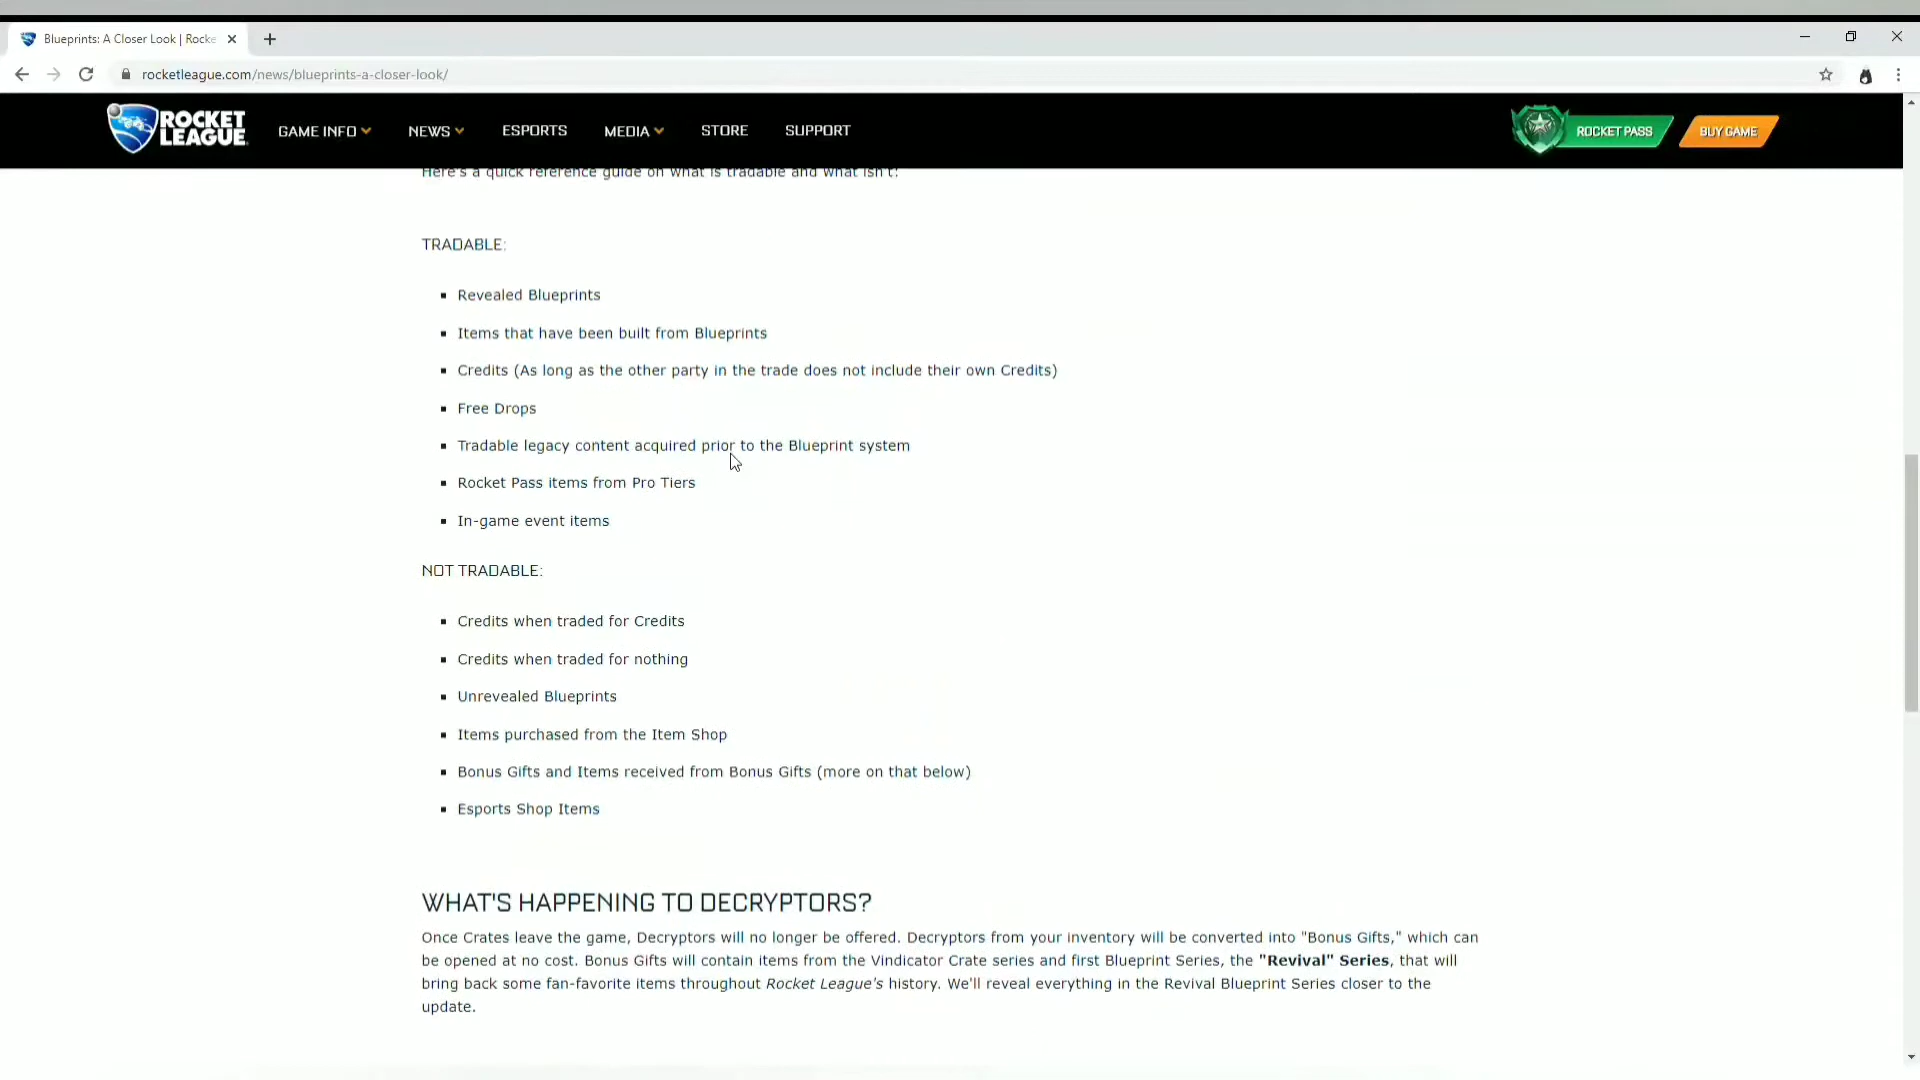 Blueprints: A Closer Look | Rocke
rocketleague.com/news/blueprints-a-closer-look/
ROCKET LEAGUE
GAME INFO
NEWS
ESPORTS
MEDIA
STORE
SUPPORT
ROCKET PASS
BUY GAME
Here's a quick reference guide on what is tradable and what isn't:
TRADABLE:
Revealed Blueprints
Items that have been built from Blueprints
Credits (As long as the other party in the trade does not include their own Credits)
Free Drops
Tradable legacy content acquired prior to the Blueprint system
Rocket Pass items from Pro Tiers
In-game event items
NOT TRADABLE:
Credits when traded for Credits
Credits when traded for nothing
Unrevealed Blueprints
Items purchased from the Item Shop
Bonus Gifts and Items received from Bonus Gifts (more on that below)
Esports Shop Items
WHAT'S HAPPENING TO DECRYPTORS?
Once Crates leave the game, Decryptors will no longer be offered. Decryptors from your inventory will be converted into "Bonus Gifts," which can
be opened at no cost. Bonus Gifts will contain items from the Vindicator Crate series and first Blueprint Series, the "Revival" Series, that will
bring back some fan-favorite items throughout Rocket League's history. We'll reveal everything in the Revival Blueprint Series closer to the
update.